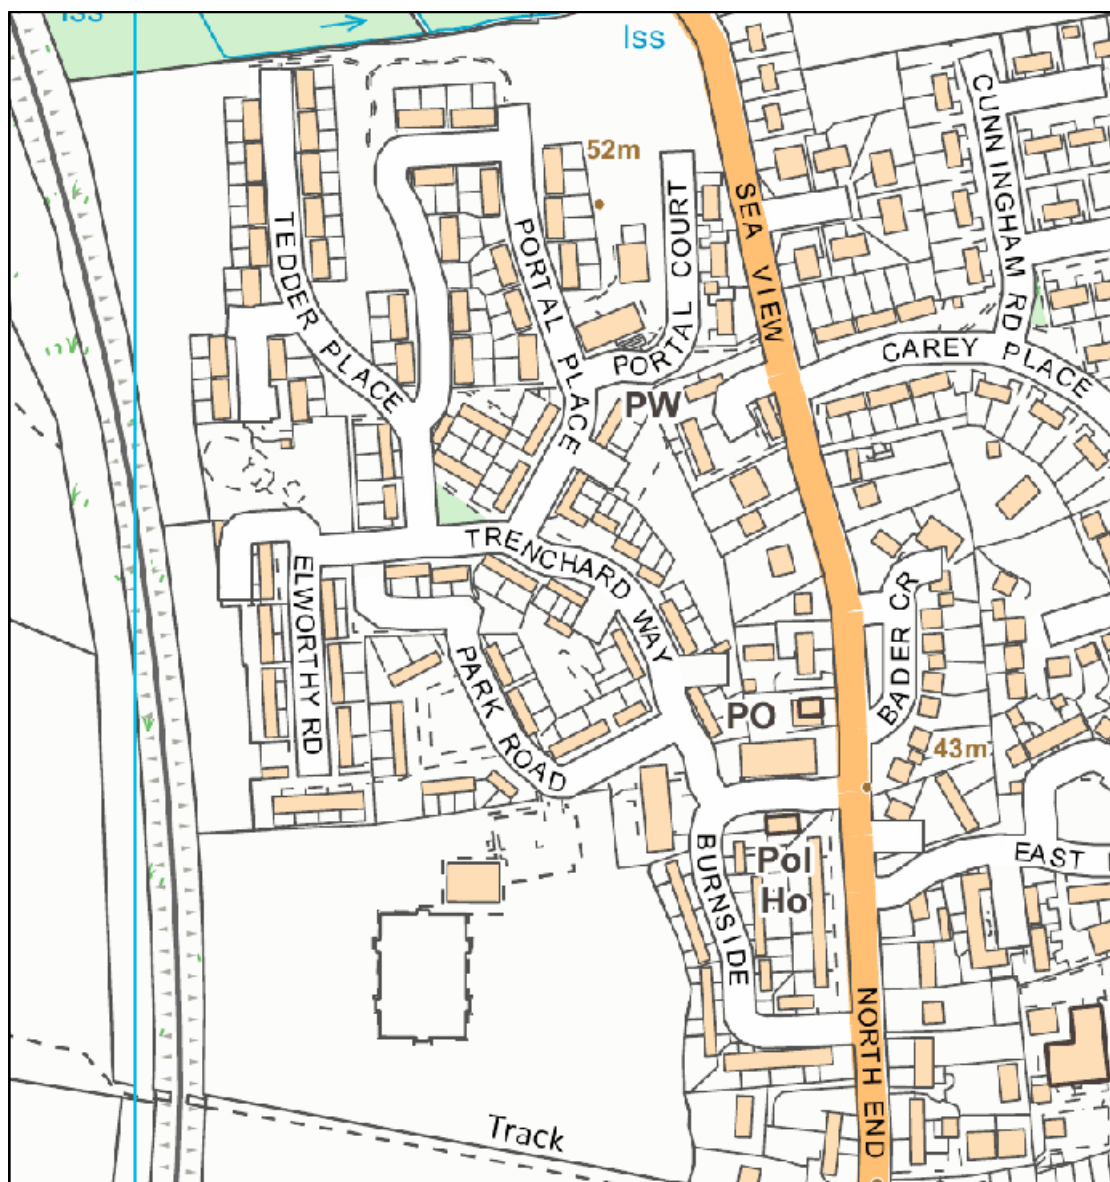 Iss
Iss
52m
CUNNINGHAM RD
SEA VIEW
TEDDER PLACE
PORTAL PLACE
PORTAL COURT
CAREY PLACE
PW
TRENCHARD WAY
ELWORTHY RD
BADER CR
PARK ROAD
PO
43m
BURNSIDE
Pol
Ho
EAST
NORTH END
Track